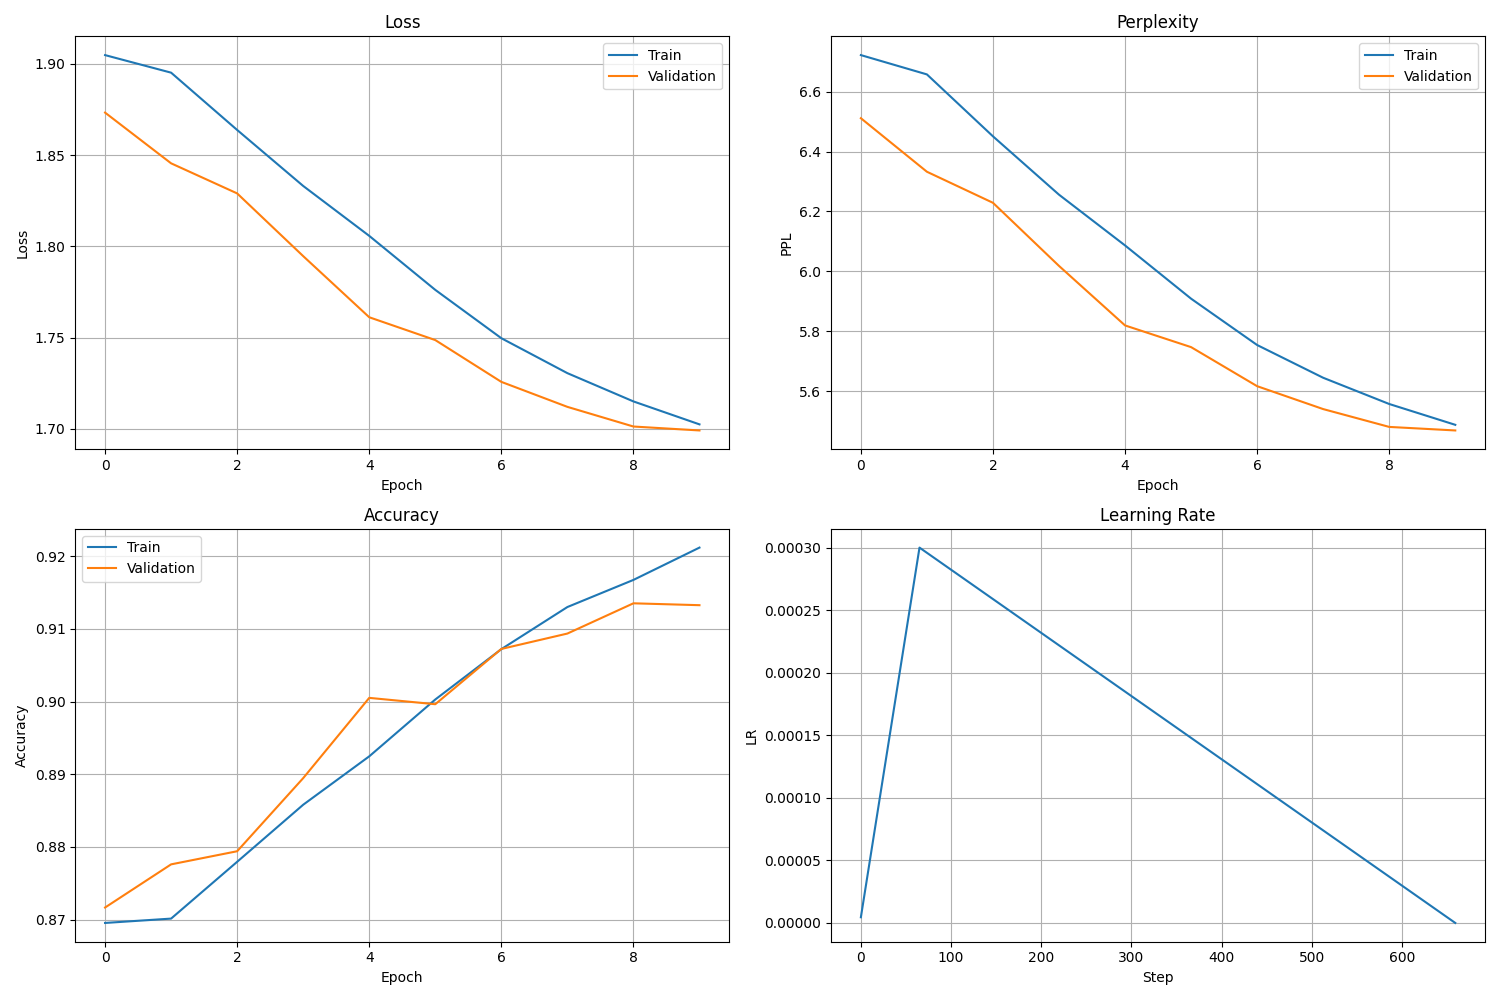 Loss
Train
Validation
1.90
1.85
1.80
1.75
1.70
Loss
0 2 4 6 8
Epoch
Perplexity
Train
Validation
6.6
6.4
6.2
6.0
5.8
5.6
PPL
0 2 4 6 8
Epoch
Accuracy
Train
Validation
0.92
0.91
0.90
0.89
0.88
0.87
Accuracy
0 2 4 6 8
Epoch
Learning Rate
0.00030
0.00025
0.00020
0.00015
0.00010
0.00005
0.00000
LR
0 100 200 300 400 500 600
Step